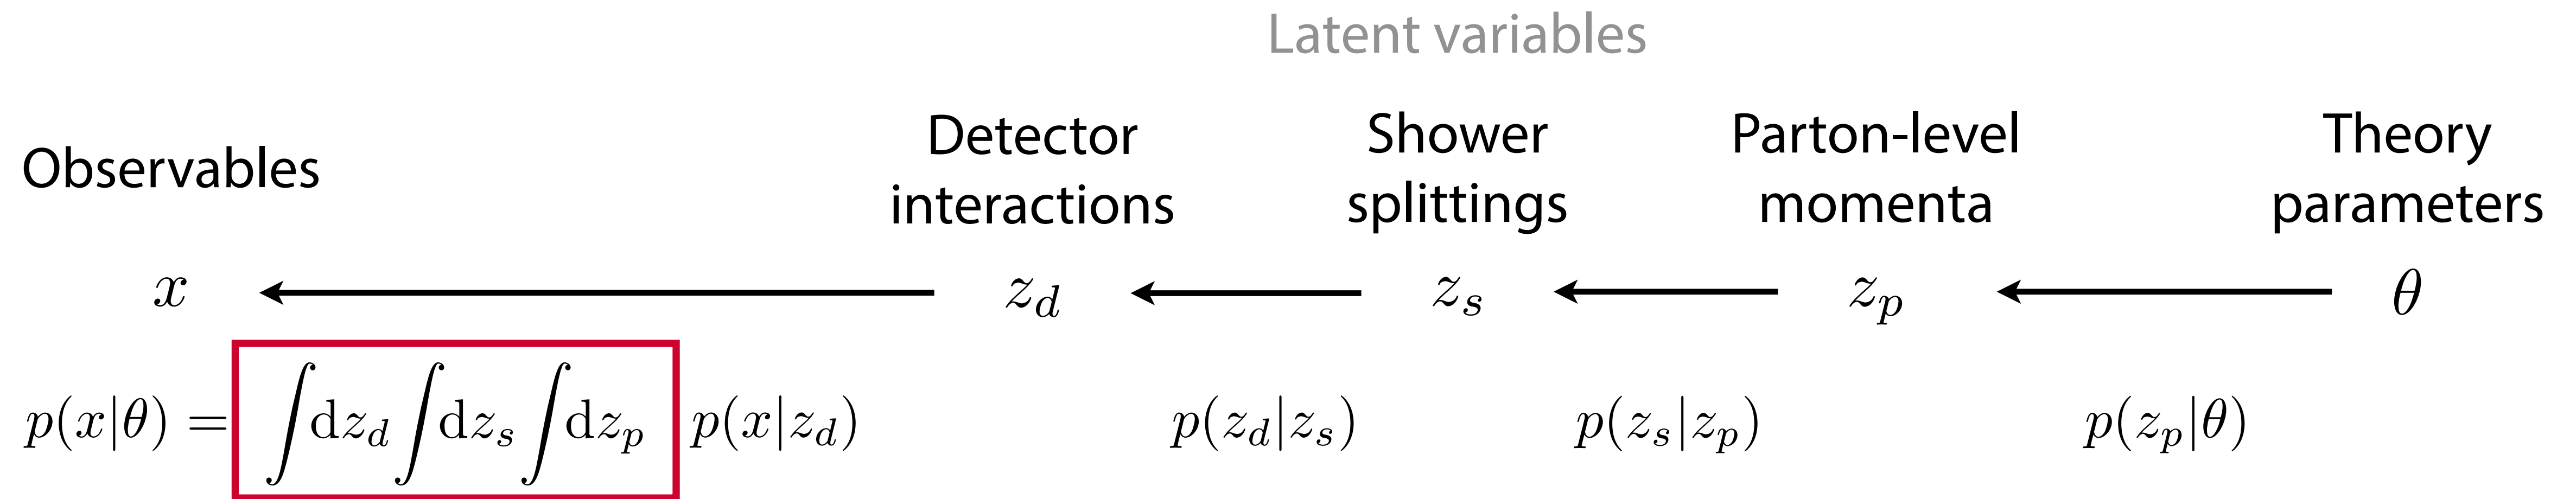 Latent variables
Observables
Detector
interactions
Shower
splittings
Parton-level
momenta
Theory
parameters
x ← z_d ← z_s ← z_p ← θ
p(x|θ) = ∫dz_d ∫dz_s ∫dz_p p(x|z_d) p(z_d|z_s) p(z_s|z_p) p(z_p|θ)